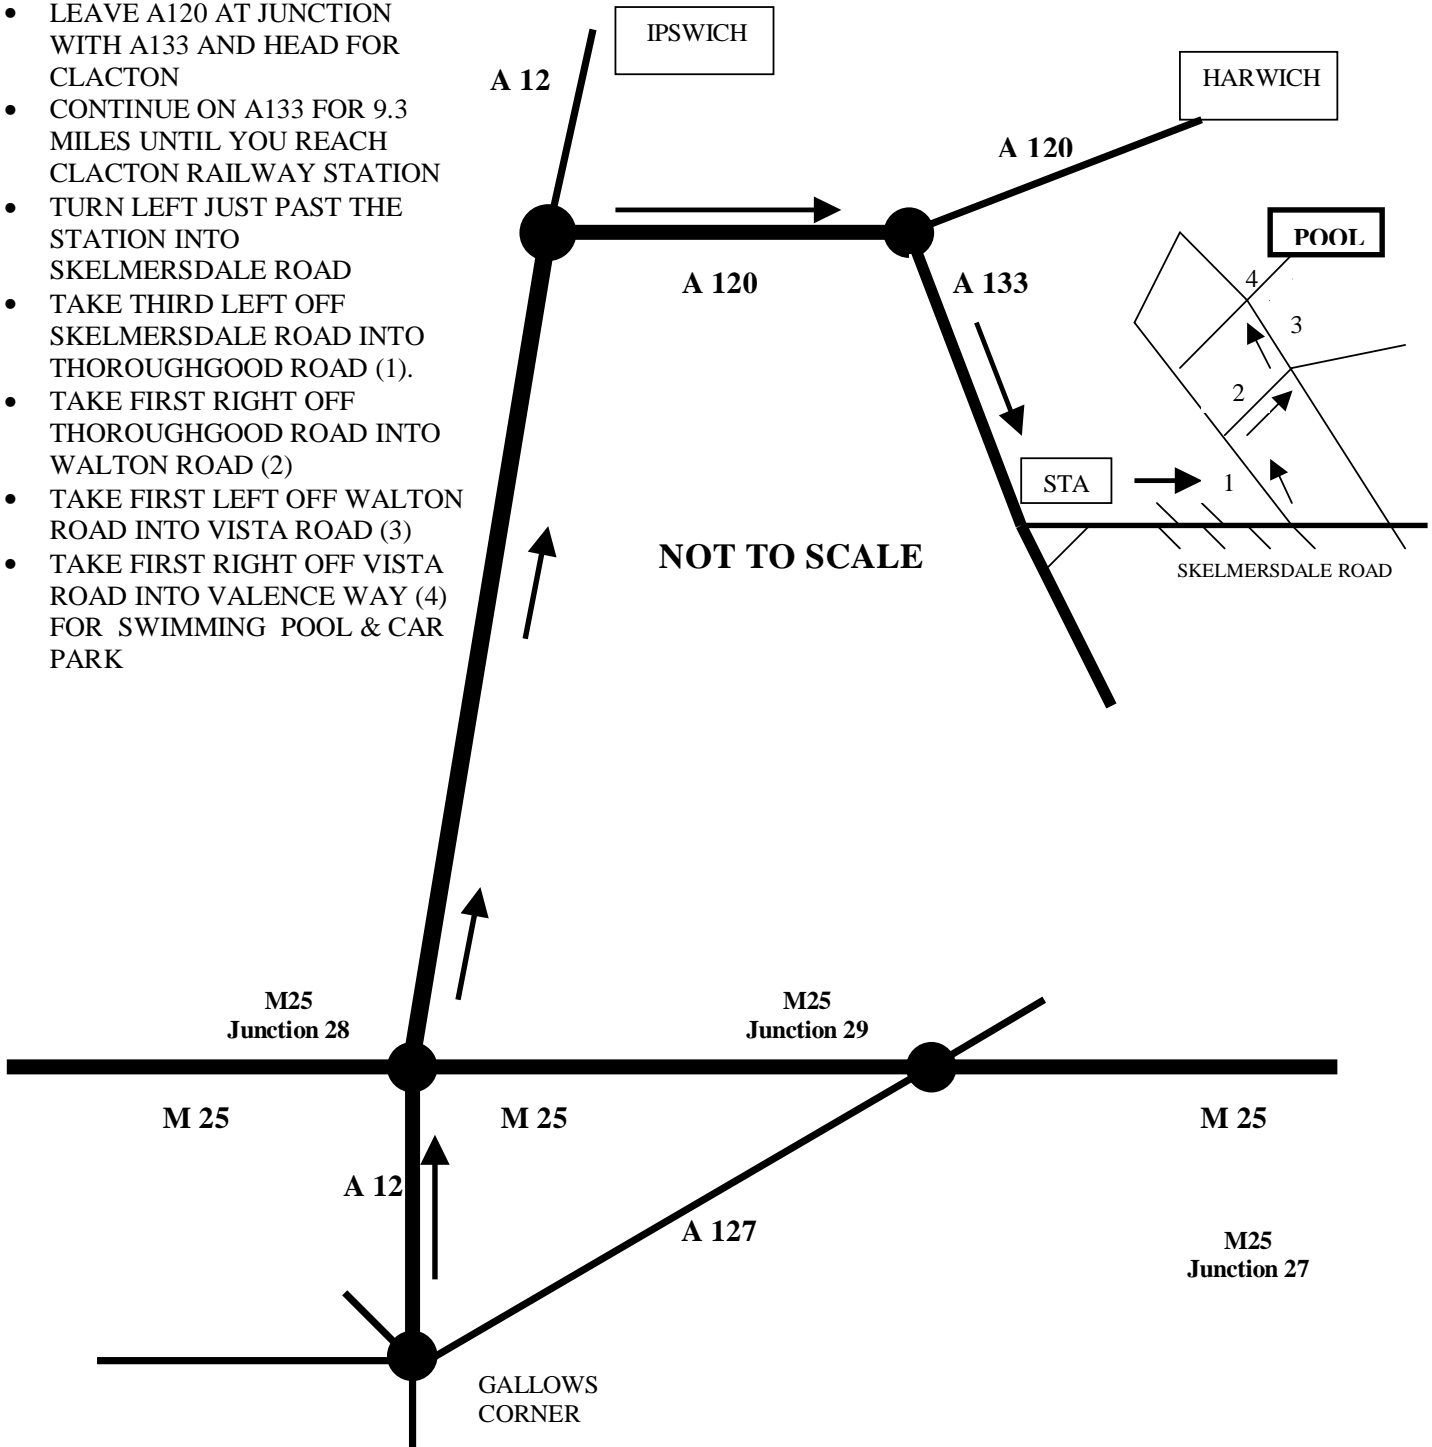 • LEAVE A120 AT JUNCTION
WITH A133 AND HEAD FOR
CLACTON
• CONTINUE ON A133 FOR 9.3
MILES UNTIL YOU REACH
CLACTON RAILWAY STATION
• TURN LEFT JUST PAST THE
STATION INTO
SKELMERSDALE ROAD
• TAKE THIRD LEFT OFF
SKELMERSDALE ROAD INTO
THOROUGHGOOD ROAD (1).
• TAKE FIRST RIGHT OFF
THOROUGHGOOD ROAD INTO
WALTON ROAD (2)
• TAKE FIRST LEFT OFF WALTON
ROAD INTO VISTA ROAD (3)
• TAKE FIRST RIGHT OFF VISTA
ROAD INTO VALENCE WAY (4)
FOR SWIMMING POOL & CAR
PARK
IPSWICH
A 12
HARWICH
A 120
POOL
A 120
A 133
4
3
2
STA
1
NOT TO SCALE
SKELMERSDALE ROAD
M25
Junction 28
M25
Junction 29
M 25
M 25
M 25
A 12
A 127
M25
Junction 27
GALLOWS
CORNER